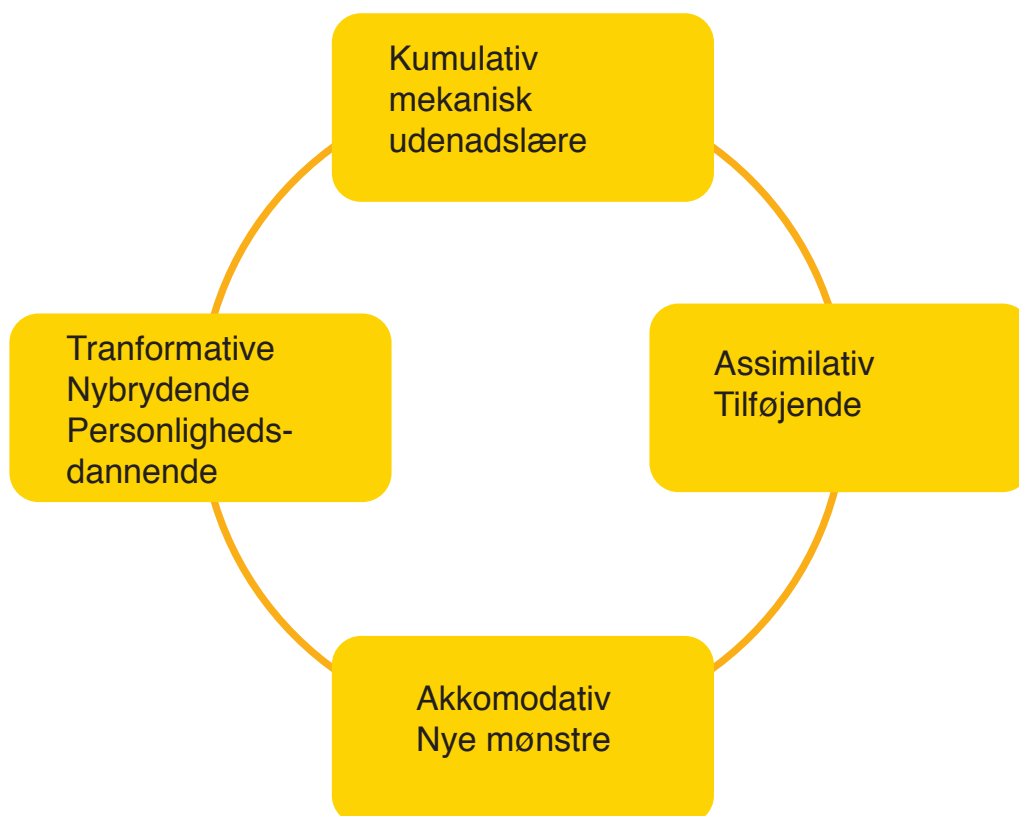 Kumulativ
mekanisk
udenadslære
Tranformative
Nybrydende
Personligheds-
dannende
Assimilativ
Tilføjende
Akkomodativ
Nye mønstre